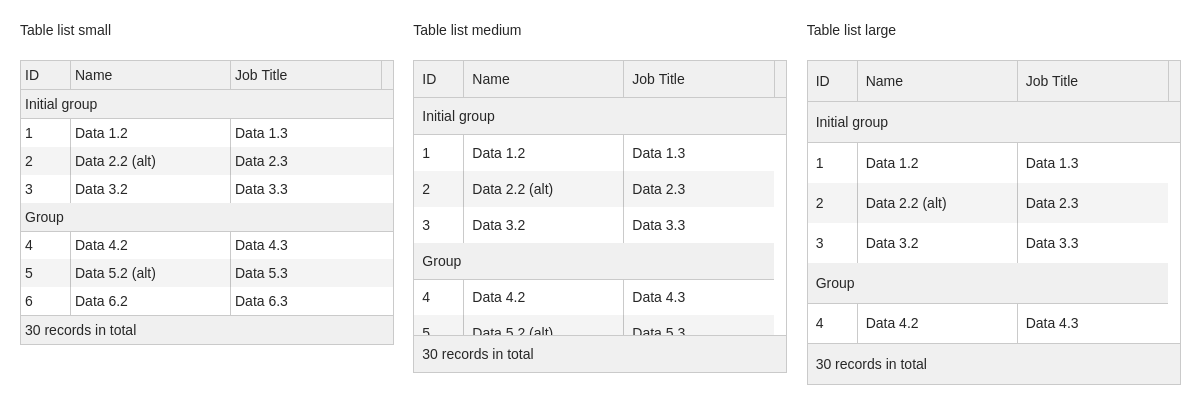 Table list small
ID Name Job Title
Initial group
1 Data 1.2 Data 1.3
2 Data 2.2 (alt) Data 2.3
3 Data 3.2 Data 3.3
Group
4 Data 4.2 Data 4.3
5 Data 5.2 (alt) Data 5.3
6 Data 6.2 Data 6.3
30 records in total
Table list medium
ID Name Job Title
Initial group
1 Data 1.2 Data 1.3
2 Data 2.2 (alt) Data 2.3
3 Data 3.2 Data 3.3
Group
4 Data 4.2 Data 4.3
5 Data 5.2 (alt) Data 5.3
30 records in total
Table list large
ID Name Job Title
Initial group
1 Data 1.2 Data 1.3
2 Data 2.2 (alt) Data 2.3
3 Data 3.2 Data 3.3
Group
4 Data 4.2 Data 4.3
30 records in total